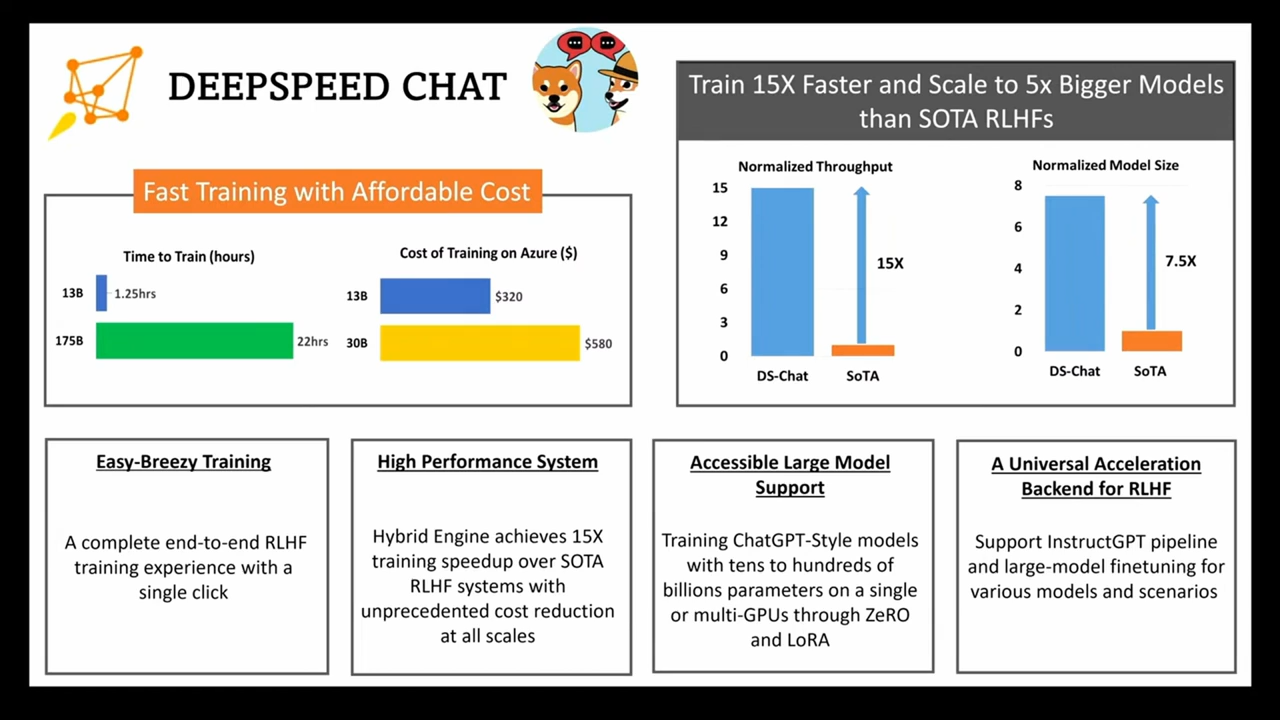 DEEPSPEED CHAT
Fast Training with Affordable Cost
Time to Train (hours)
13B
1.25hrs
175B
22hrs
Cost of Training on Azure ($)
13B
$320
30B
$580
Train 15X Faster and Scale to 5x Bigger Models
than SOTA RLHFs
Normalized Throughput
15
12
9
6
3
0
15X
DS-Chat
SoTA
Normalized Model Size
8
6
4
2
0
7.5X
DS-Chat
SoTA
Easy-Breezy Training
A complete end-to-end RLHF
training experience with a
single click
High Performance System
Hybrid Engine achieves 15X
training speedup over SOTA
RLHF systems with
unprecedented cost reduction
at all scales
Accessible Large Model
Support
Training ChatGPT-Style models
with tens to hundreds of
billions parameters on a single
or multi-GPUs through ZeRO
and LoRA
A Universal Acceleration
Backend for RLHF
Support InstructGPT pipeline
and large-model finetuning for
various models and scenarios